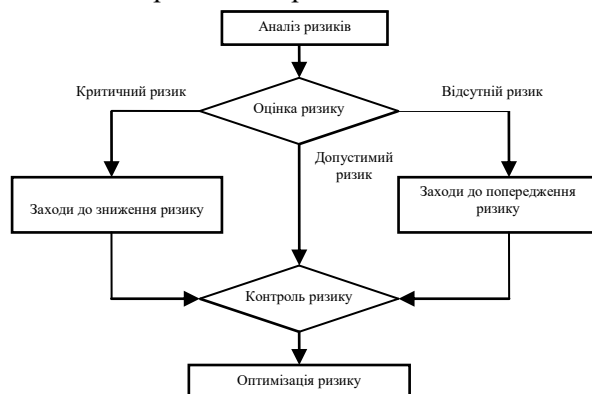 Аналіз ризиків
Оцінка ризику
Критичний ризик
Відсутній ризик
Допустимий
ризик
Заходи до зниження ризику
Заходи до попередження
ризику
Контроль ризику
Оптимізація ризику